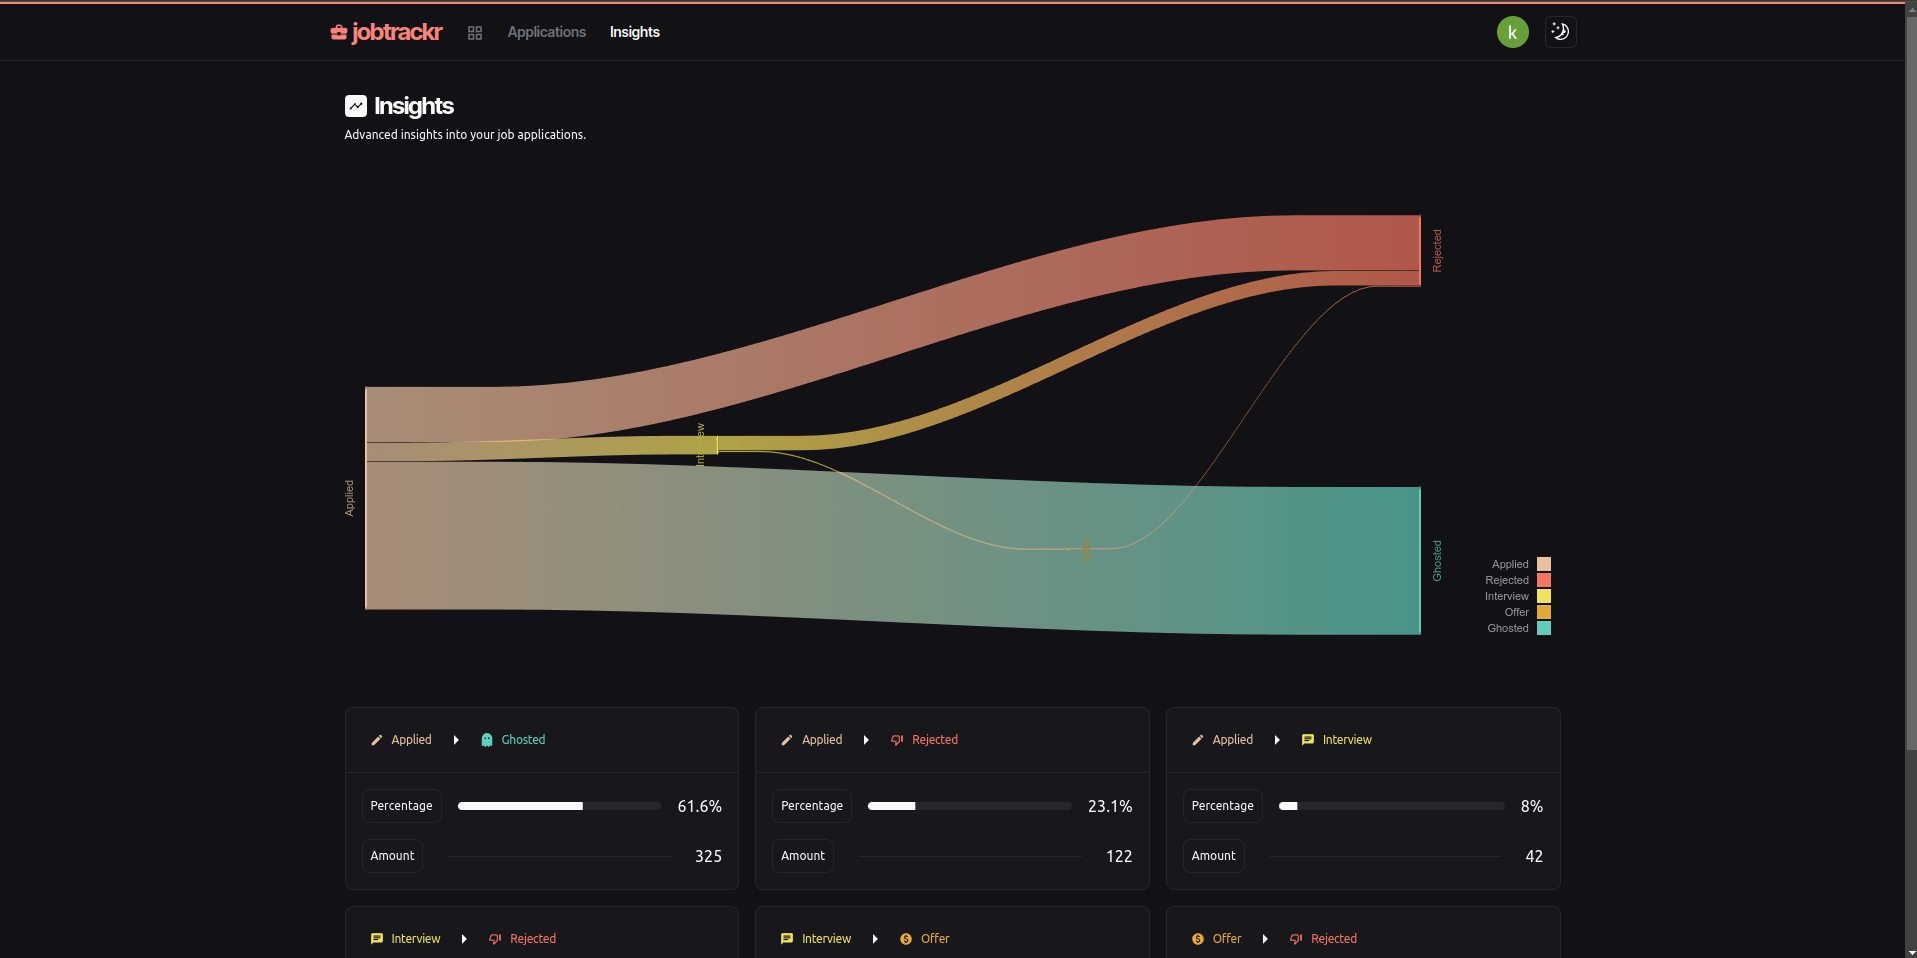 jobtrackr
Applications
Insights
k
Insights
Advanced insights into your job applications.
Rejected
Interview
Applied
Ghosted
Applied
Rejected
Interview
Offer
Ghosted
Applied Ghosted
Percentage 61.6%
Amount 325
Applied Rejected
Percentage 23.1%
Amount 122
Applied Interview
Percentage 8%
Amount 42
Interview Rejected
Interview Offer
Offer Rejected